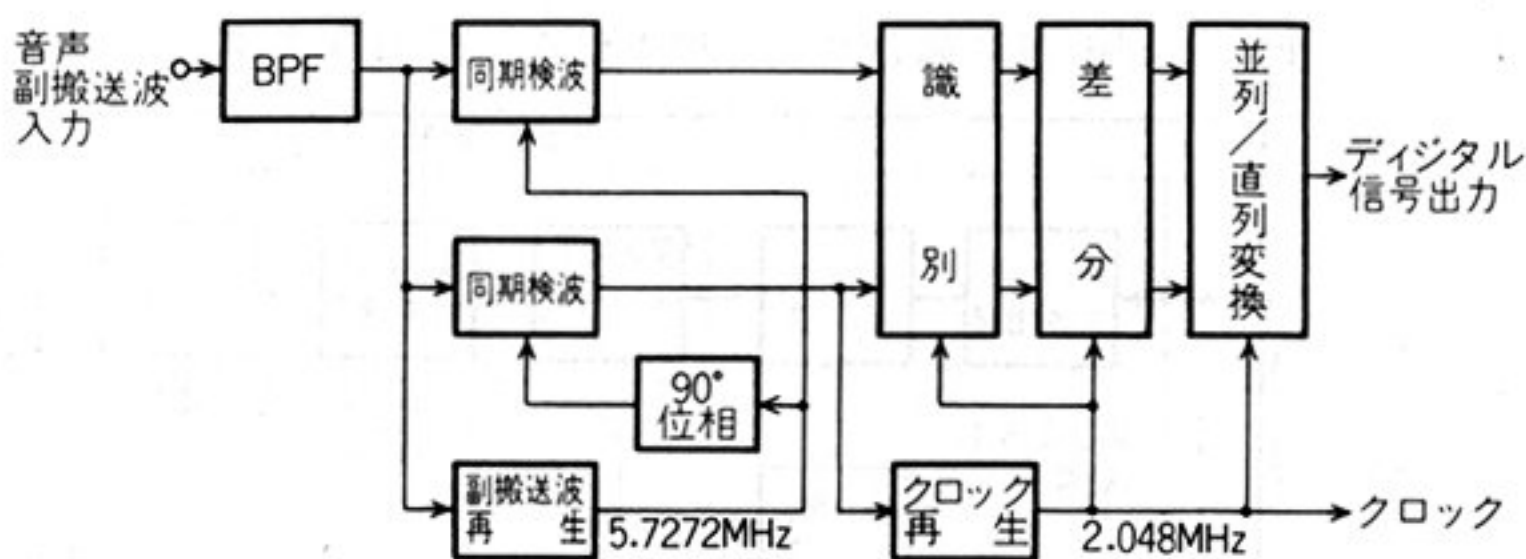 音声
副搬送波
入力
BPF
同期検波
識別
差分
並列/直列変換
ディジタル
信号出力
同期検波
90°
位相
副搬送波
再生
5.7272MHz
クロック
再生
2.048MHz
クロック